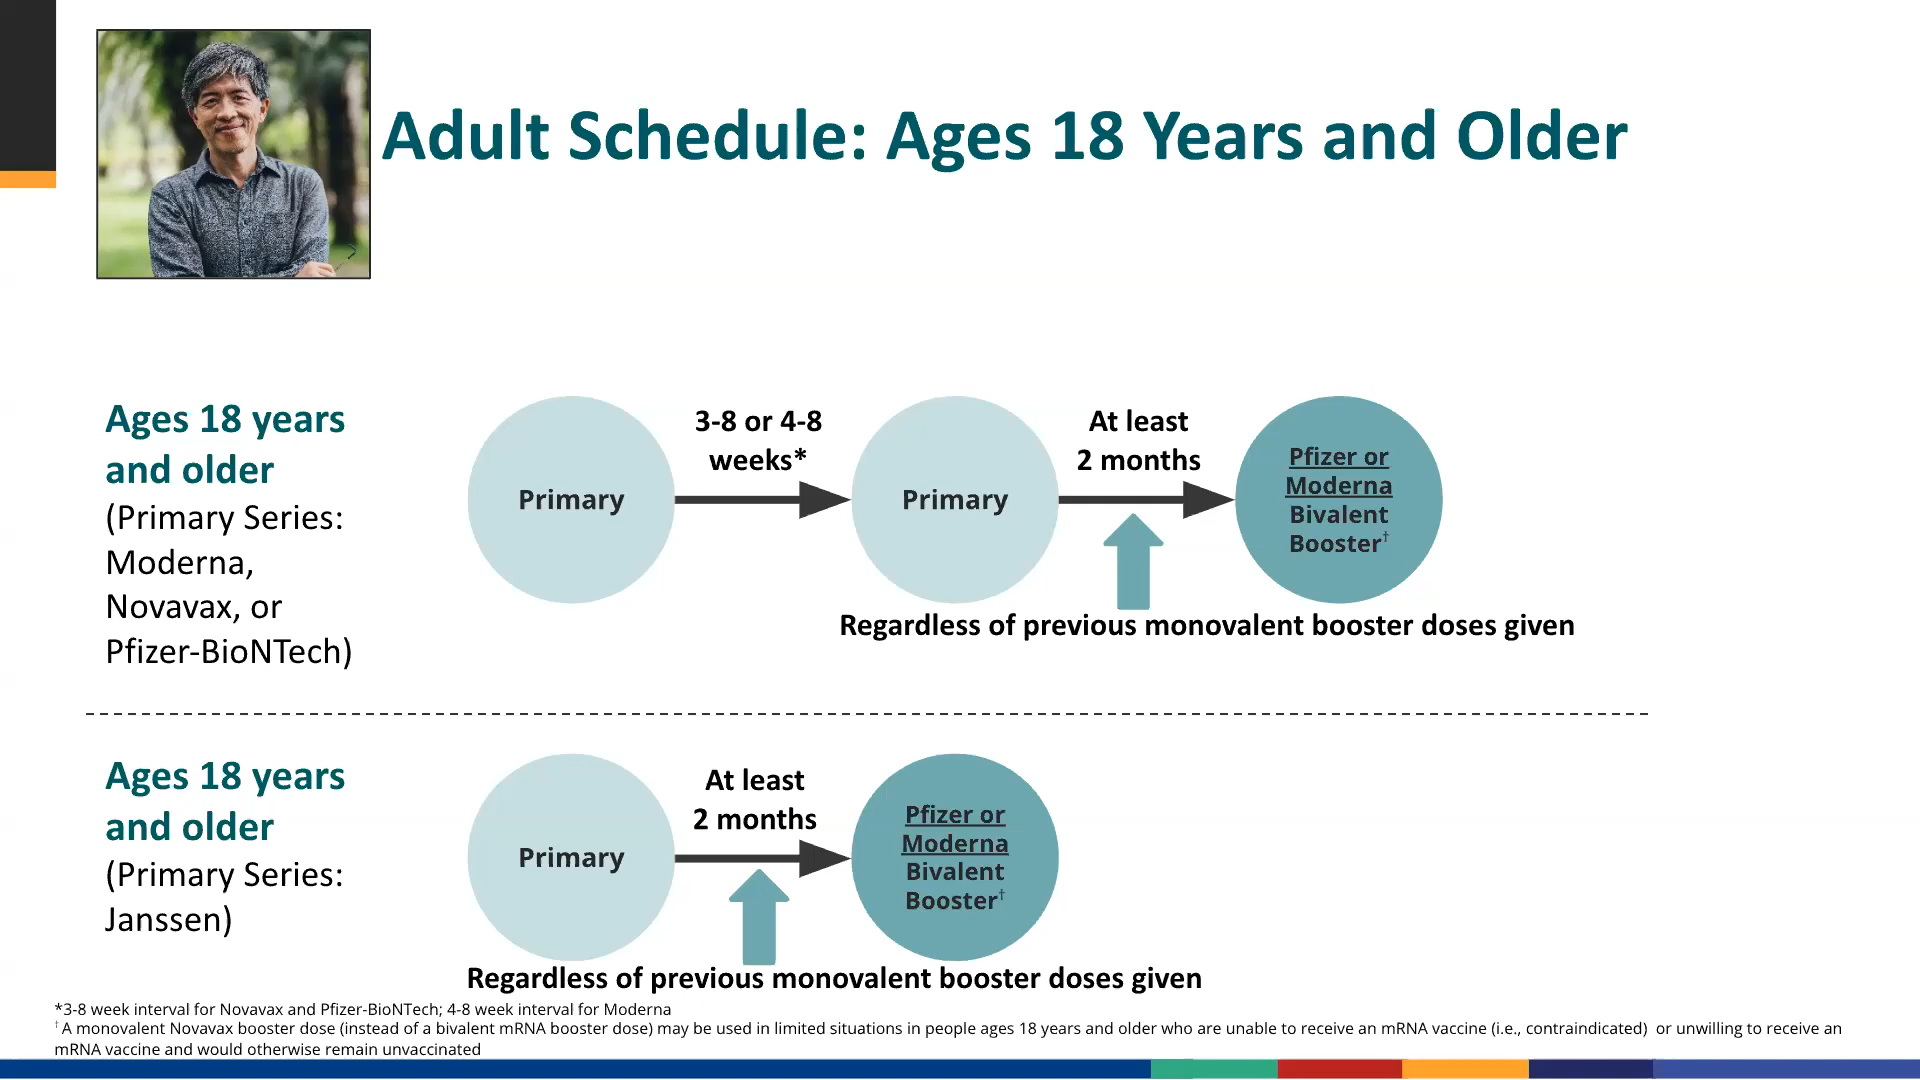 Adult Schedule: Ages 18 Years and Older
Ages 18 years
and older
(Primary Series:
Moderna,
Novavax, or
Pfizer-BioNTech)
Primary
3-8 or 4-8
weeks*
Primary
At least
2 months
Pfizer or
Moderna
Bivalent
Booster†
Regardless of previous monovalent booster doses given
Ages 18 years
and older
(Primary Series:
Janssen)
Primary
At least
2 months
Pfizer or
Moderna
Bivalent
Booster†
Regardless of previous monovalent booster doses given
*3-8 week interval for Novavax and Pfizer-BioNTech; 4-8 week interval for Moderna
† A monovalent Novavax booster dose (instead of a bivalent mRNA booster dose) may be used in limited situations in people ages 18 years and older who are unable to receive an mRNA vaccine (i.e., contraindicated) or unwilling to receive an
mRNA vaccine and would otherwise remain unvaccinated